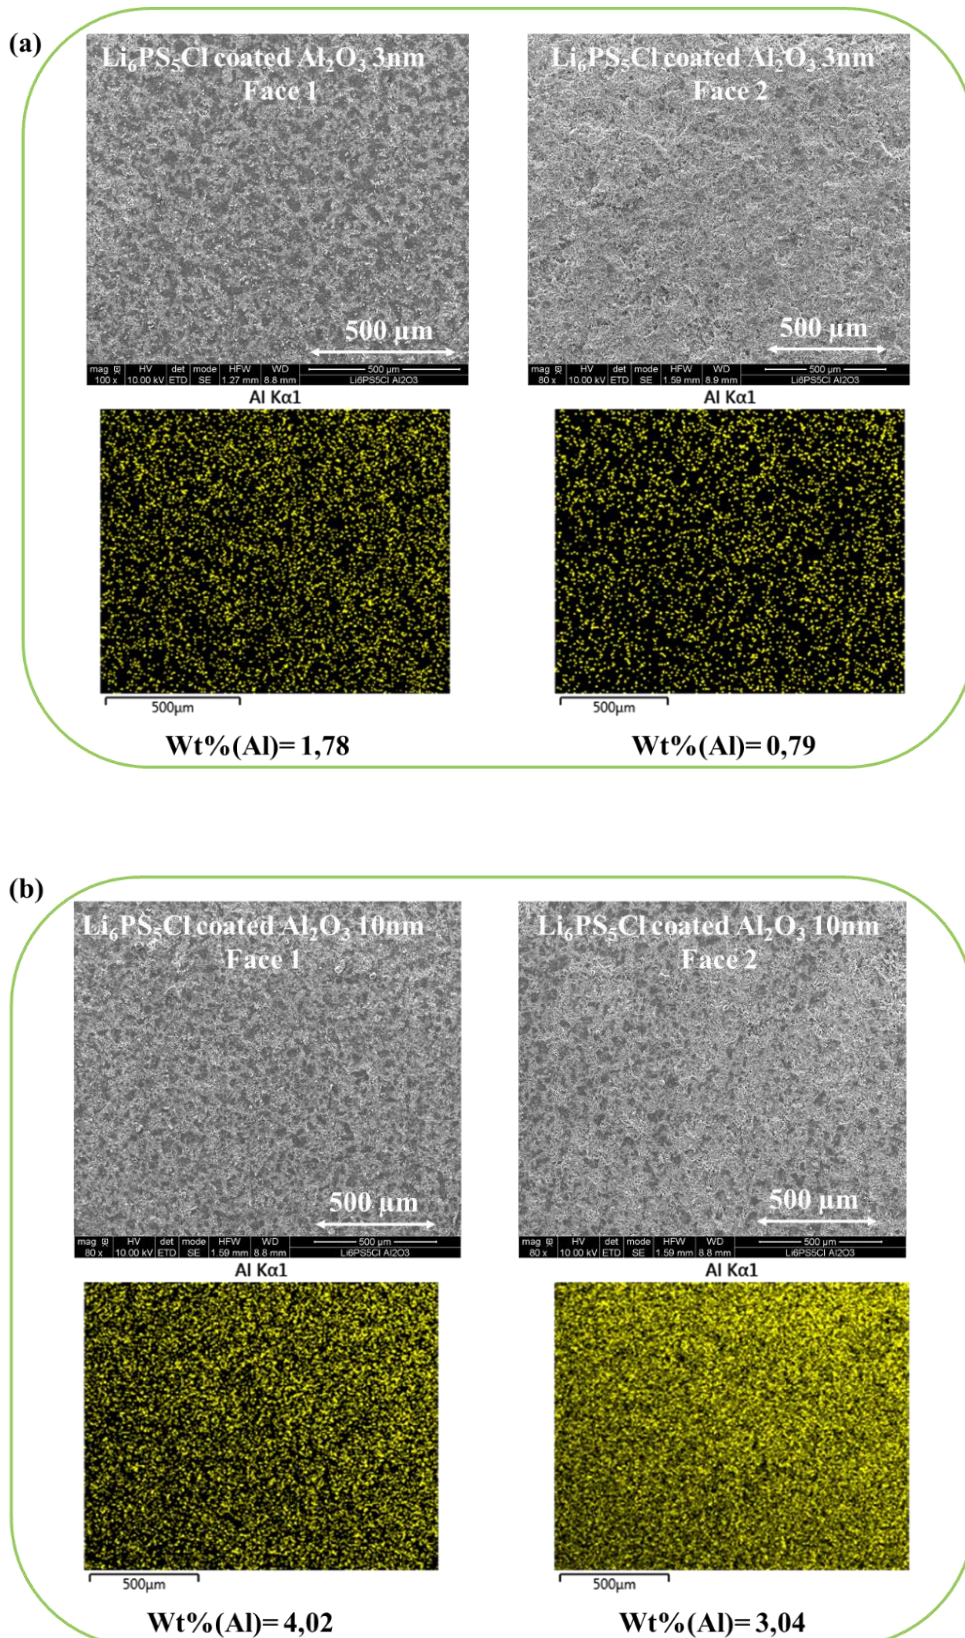 (a)
Li₆PS₅Cl coated Al₂O₃ 3nm
Face 1
500 µm
mag HV det mode HFW WD 500 µm
100 x 10.00 kV ETD SE 1.27 mm 8.8 mm Li6PS5Cl Al2O3
Al Kα1
500µm
Wt%(Al)= 1,78
Li₆PS₅Cl coated Al₂O₃ 3nm
Face 2
500 µm
mag HV det mode HFW WD 500 µm
80 x 10.00 kV ETD SE 1.59 mm 8.9 mm Li6PS5Cl Al2O3
Al Kα1
500µm
Wt%(Al)= 0,79
(b)
Li₆PS₅Cl coated Al₂O₃ 10nm
Face 1
500 µm
mag HV det mode HFW WD 500 µm
80 x 10.00 kV ETD SE 1.59 mm 8.8 mm Li6PS5Cl Al2O3
Al Kα1
500µm
Wt%(Al)= 4,02
Li₆PS₅Cl coated Al₂O₃ 10nm
Face 2
500 µm
mag HV det mode HFW WD 500 µm
80 x 10.00 kV ETD SE 1.59 mm 8.8 mm Li6PS5Cl Al2O3
Al Kα1
500µm
Wt%(Al)= 3,04